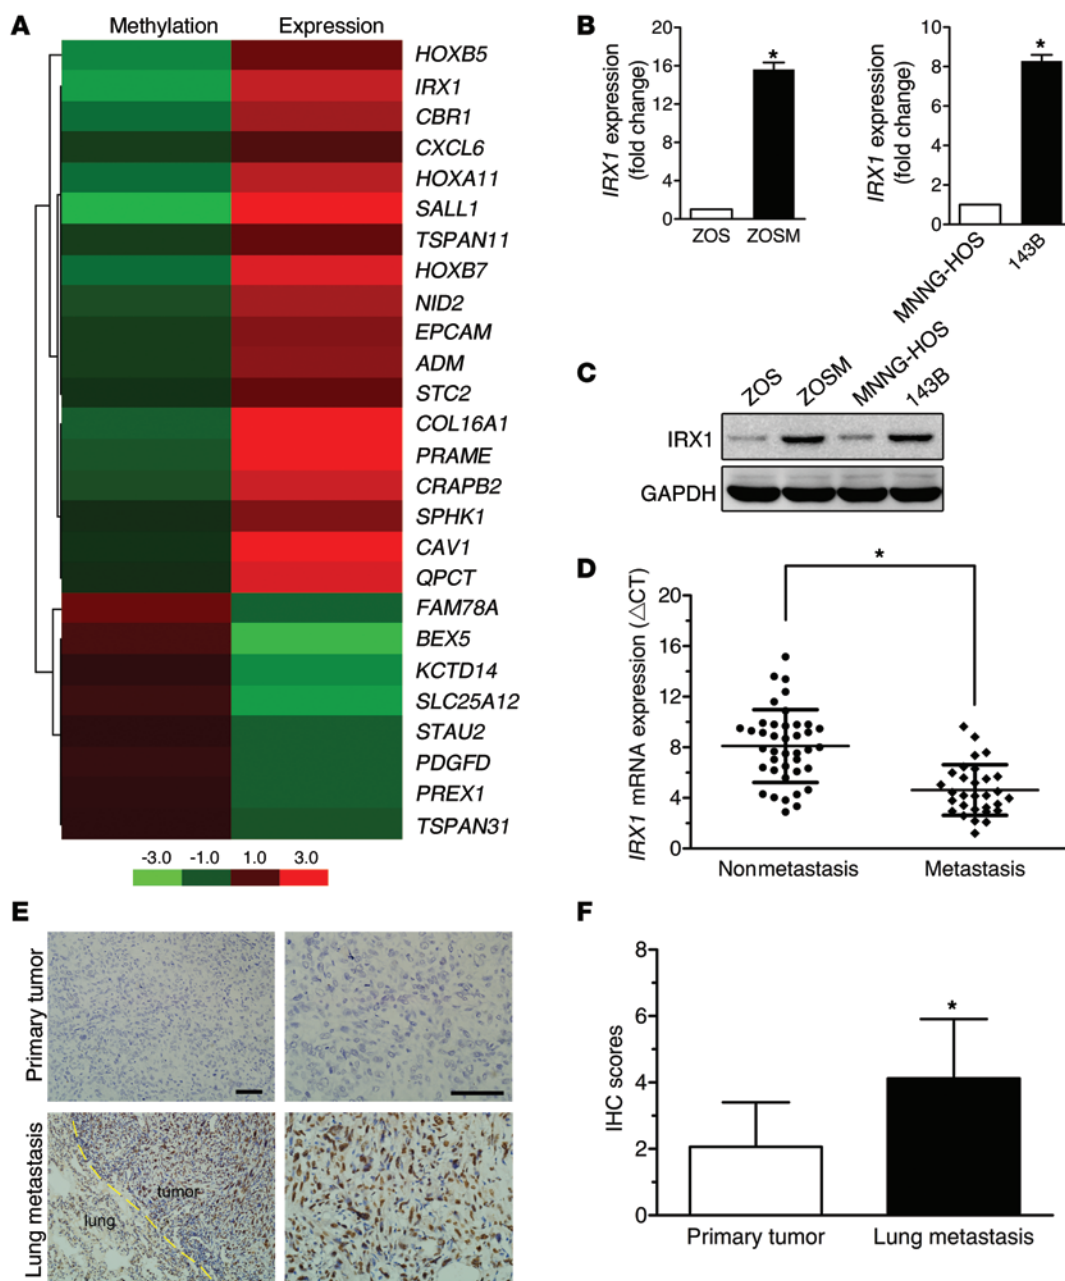 A
Methylation Expression
HOXB5
IRX1
CBR1
CXCL6
HOXA11
SALL1
TSPAN11
HOXB7
NID2
EPCAM
ADM
STC2
COL16A1
PRAME
CRAPB2
SPHK1
CAV1
QPCT
FAM78A
BEX5
KCTD14
SLC25A12
STAU2
PDGFD
PREX1
TSPAN31
-3.0 -1.0 1.0 3.0
B
IRX1 expression
(fold change)
20
16
12
8
4
0
*
ZOS ZOSM
IRX1 expression
(fold change)
10
8
6
4
2
0
*
MNNG-HOS 143B
C
ZOS ZOSM MNNG-HOS 143B
IRX1
GAPDH
D
IRX1 mRNA expression (△CT)
20
16
12
8
4
0
*
Nonmetastasis Metastasis
E
Primary tumor
Lung metastasis
tumor
lung
F
IHC scores
8
6
4
2
0
*
Primary tumor Lung metastasis